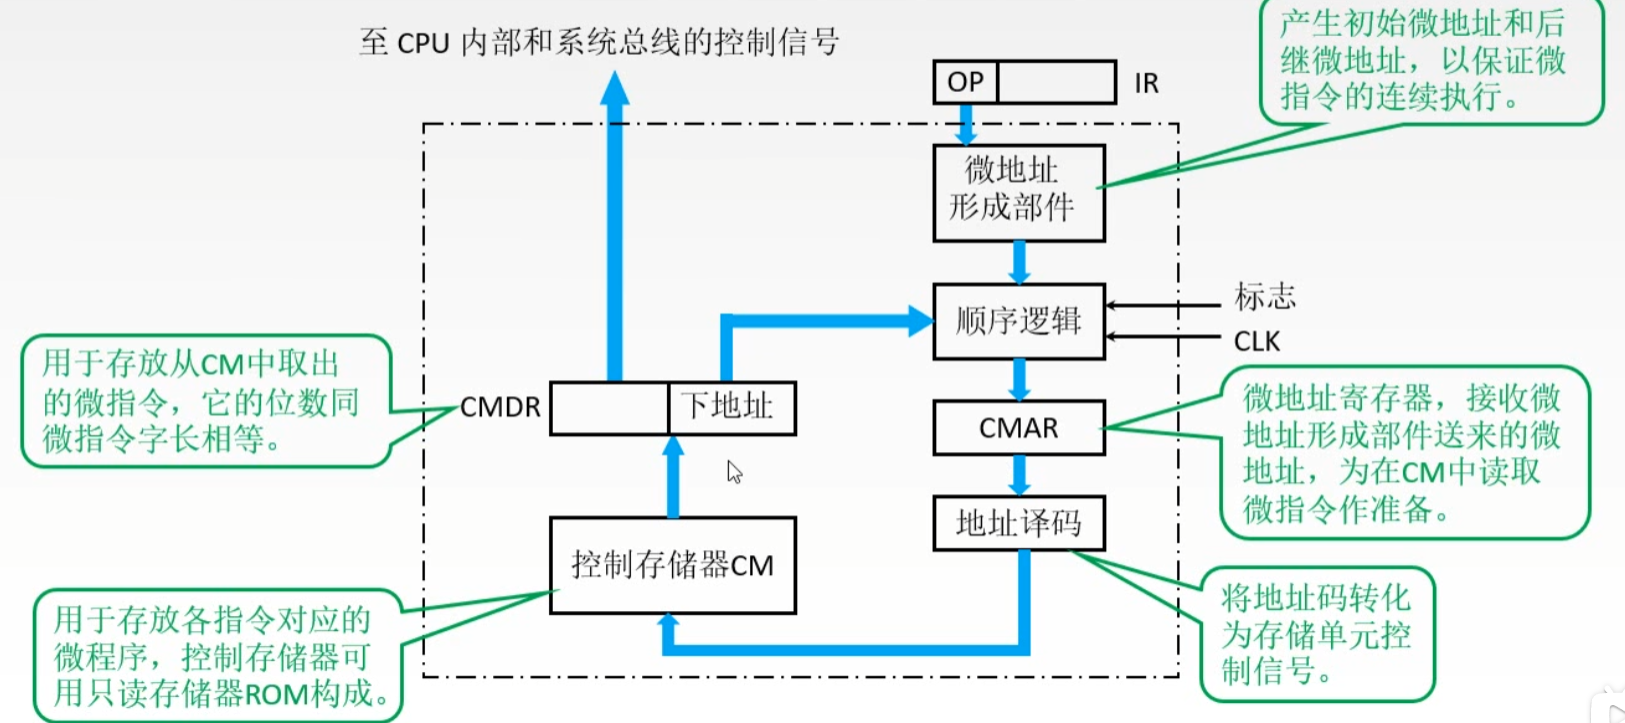 至 CPU 内部和系统总线的控制信号
OP
IR
产生初始微地址和后
继微地址，以保证微
指令的连续执行。
微地址
形成部件
顺序逻辑
标志
CLK
用于存放从CM中取出
的微指令，它的位数同
微指令字长相等。
CMDR
下地址
CMAR
微地址寄存器，接收微
地址形成部件送来的微
地址，为在CM中读取
微指令作准备。
地址译码
控制存储器CM
用于存放各指令对应的
微程序，控制存储器可
用只读存储器ROM构成。
将地址码转化
为存储单元控
制信号。